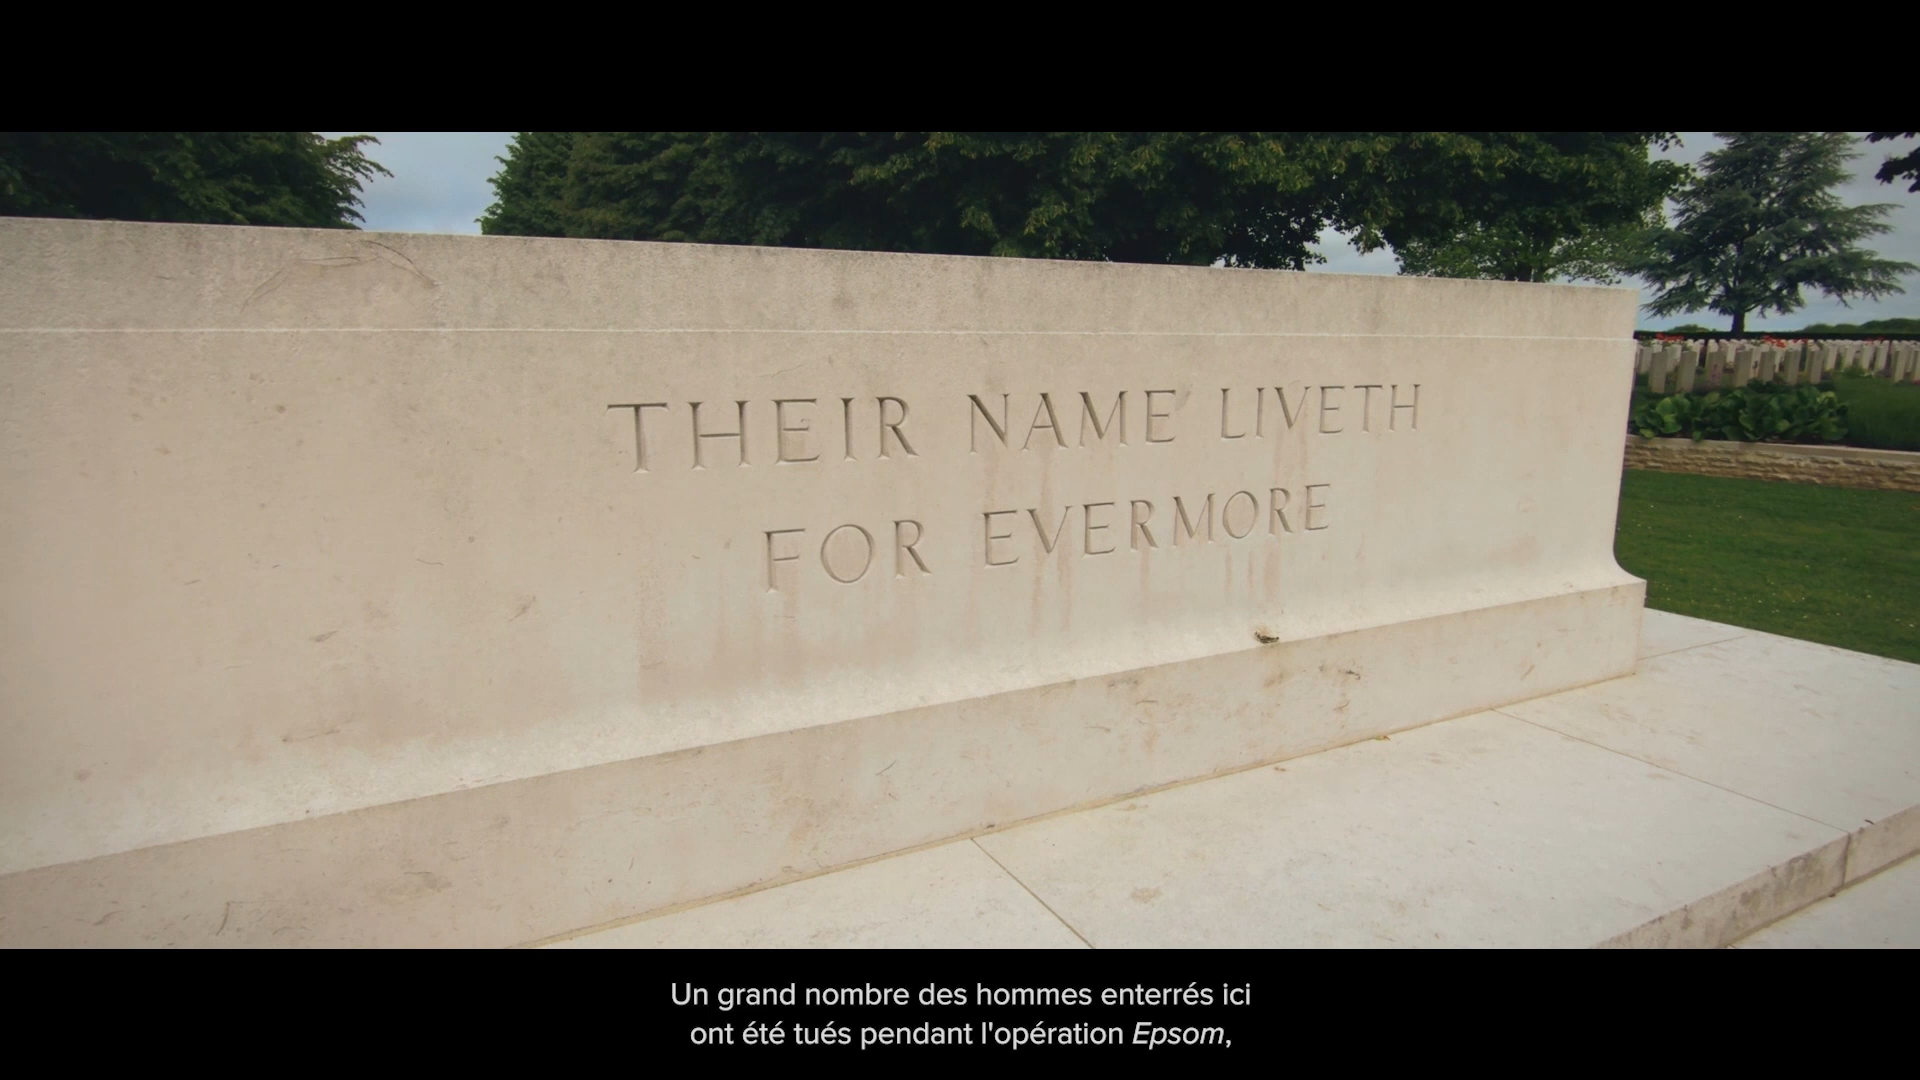 THEIR NAME LIVETH
FOR EVERMORE
Un grand nombre des hommes enterrés ici
ont été tués pendant l'opération Epsom,